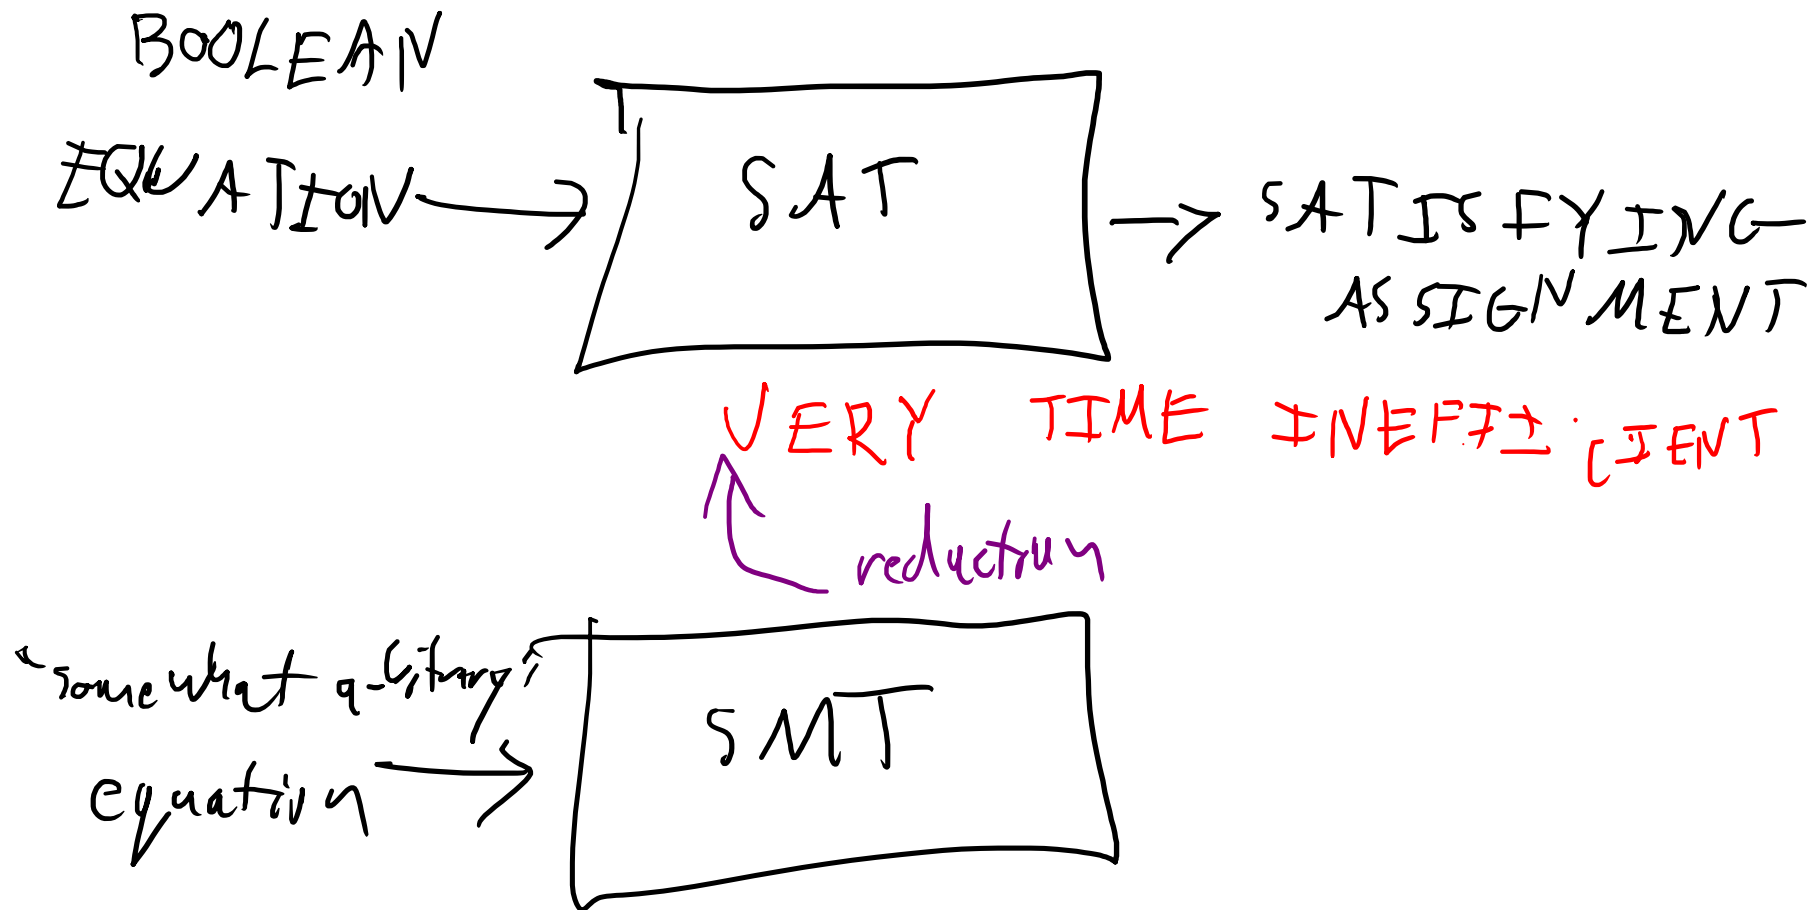 BOOLEAN
EQUATION
SAT
SATISFYING
ASSIGNMENT
VERY TIME INEFFICIENT
reduction
"somewhat arbitrary"
equation
SMT